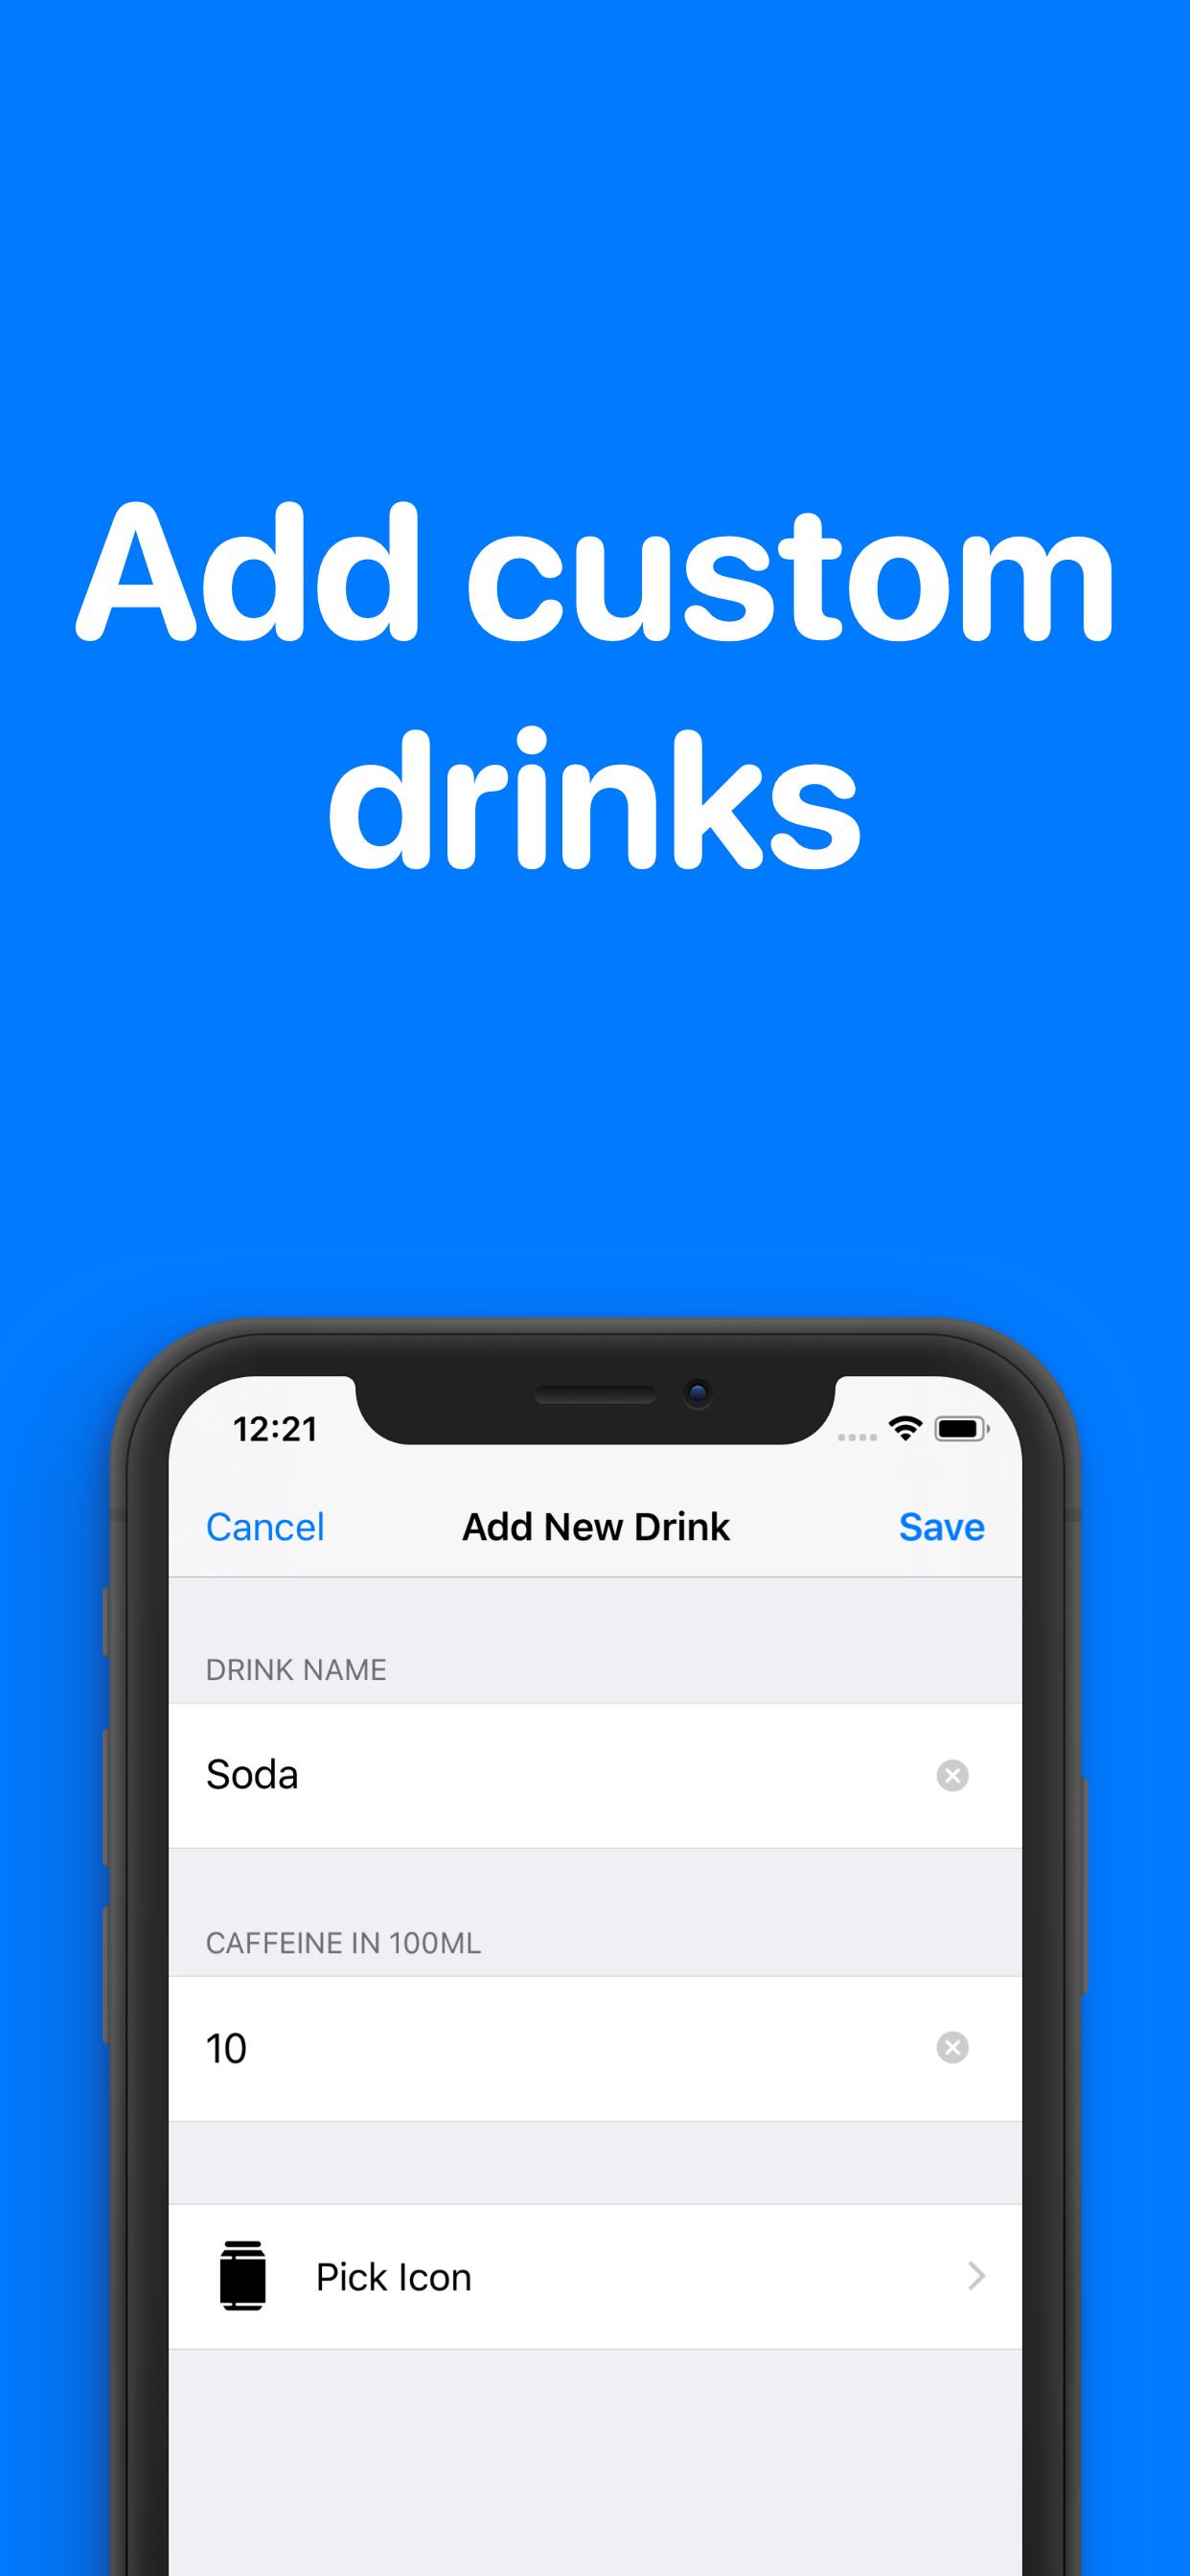 Add custom
drinks
12:21
Cancel
Add New Drink
Save
DRINK NAME
Soda
CAFFEINE IN 100ML
10
Pick Icon